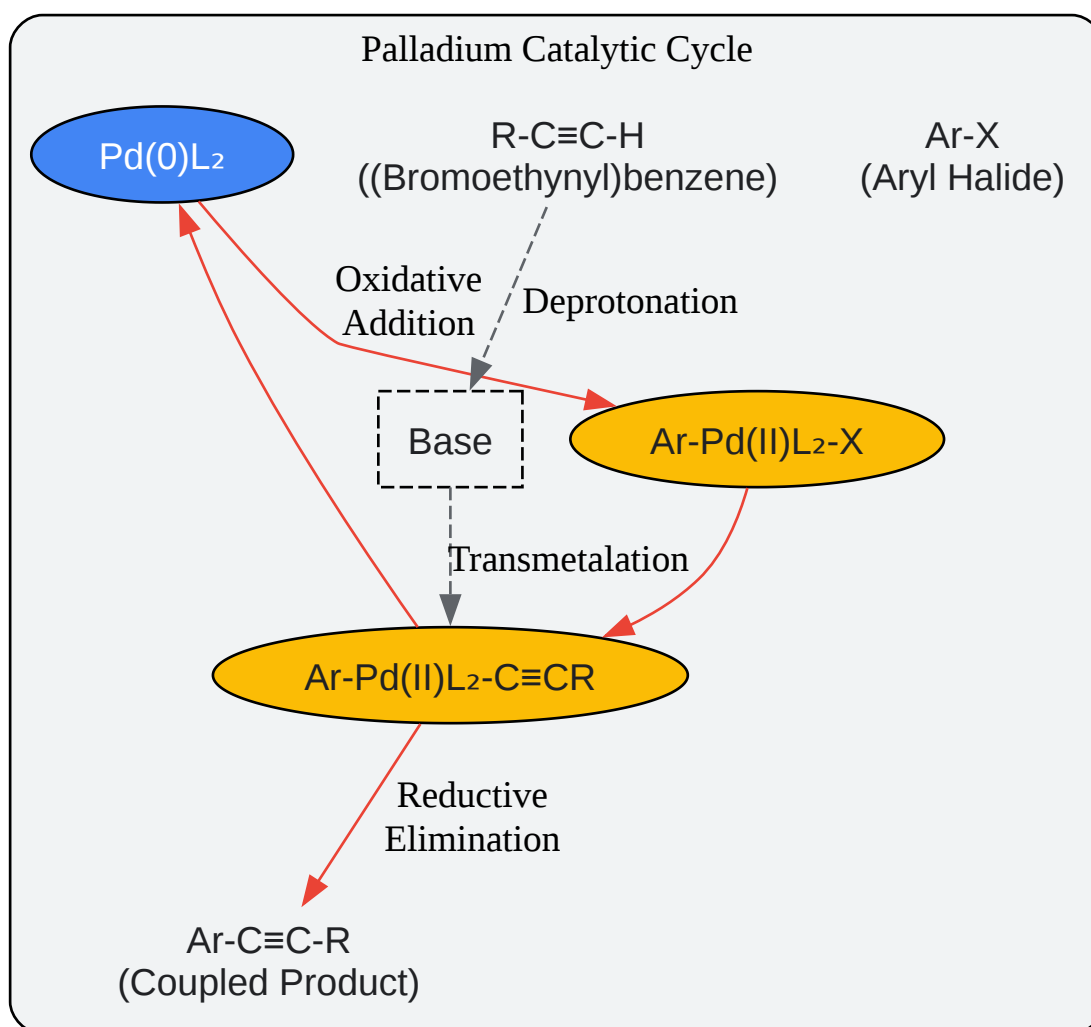 Palladium Catalytic Cycle
Pd(0)L₂
R-C≡C-H
((Bromoethynyl)benzene)
Ar-X
(Aryl Halide)
Oxidative
Addition
Deprotonation
Base
Ar-Pd(II)L₂-X
Transmetalation
Ar-Pd(II)L₂-C≡CR
Reductive
Elimination
Ar-C≡C-R
(Coupled Product)